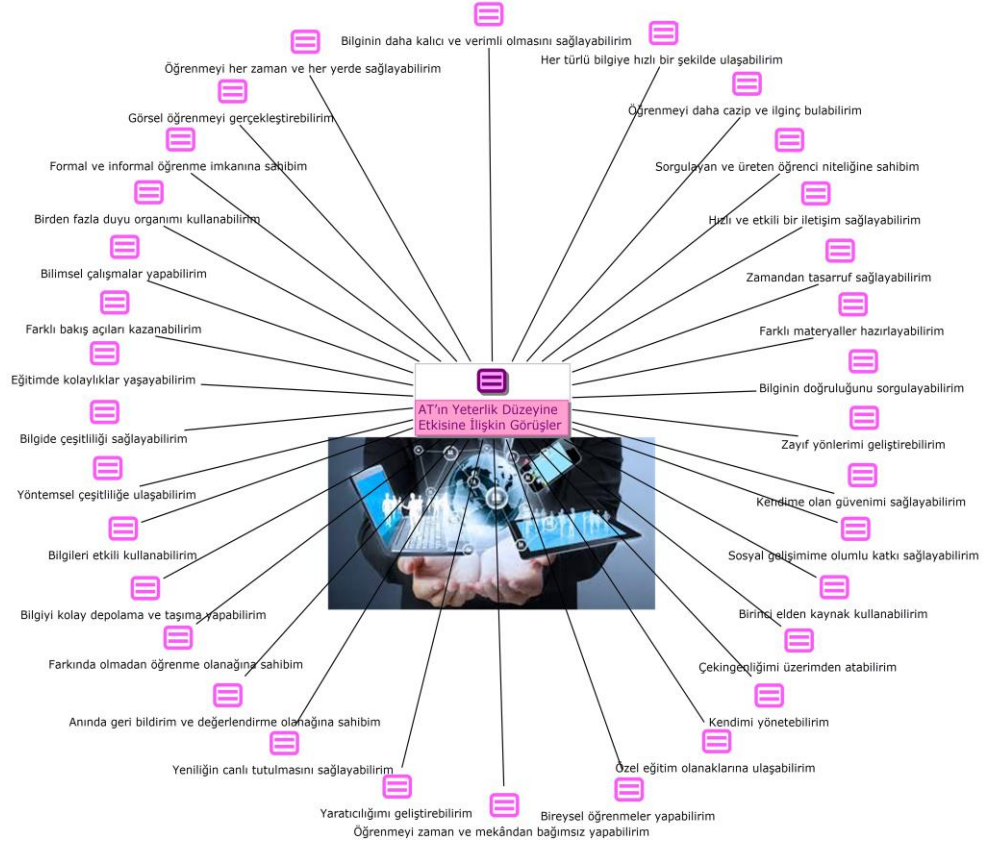 Bilginin daha kalıcı ve verimli olmasını sağlayabilirim
Her türlü bilgiye hızlı bir şekilde ulaşabilirim
Öğrenmeyi her zaman ve her yerde sağlayabilirim
Öğrenmeyi daha cazip ve ilginç bulabilirim
Görsel öğrenmeyi gerçekleştirebilirim
Formal ve informal öğrenme imkanına sahibim
Sorgulayan ve üreten öğrenci niteliğine sahibim
Birden fazla duyu organımı kullanabilirim
Hızlı ve etkili bir iletişim sağlayabilirim
Bilimsel çalışmalar yapabilirim
Zamandan tasarruf sağlayabilirim
Farklı bakış açıları kazanabilirim
Farklı materyaller hazırlayabilirim
Eğitimde kolaylıklar yaşayabilirim
Bilginin doğruluğunu sorgulayabilirim
AT’ın Yeterlik Düzeyine
Etkisine İlişkin Görüşler
Bilgide çeşitliliği sağlayabilirim
Zayıf yönlerimi geliştirebilirim
Yöntemsel çeşitliliğe ulaşabilirim
Kendime olan güvenimi sağlayabilirim
Bilgileri etkili kullanabilirim
Sosyal gelişimime olumlu katkı sağlayabilirim
Bilgiyi kolay depolama ve taşıma yapabilirim
Birinci elden kaynak kullanabilirim
Farkında olmadan öğrenme olanağına sahibim
Çekingenliğimi üzerimden atabilirim
Anında geri bildirim ve değerlendirme olanağına sahibim
Kendimi yönetebilirim
Yeniliğin canlı tutulmasını sağlayabilirim
Özel eğitim olanaklarına ulaşabilirim
Yaratıcılığımı geliştirebilirim
Bireysel öğrenmeler yapabilirim
Öğrenmeyi zaman ve mekândan bağımsız yapabilirim